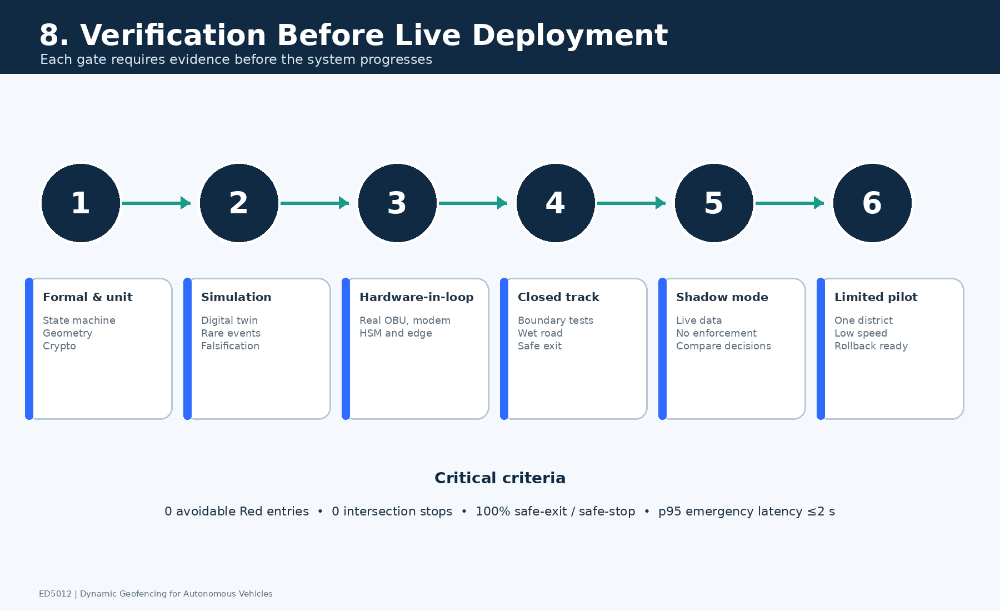 8. Verification Before Live Deployment
Each gate requires evidence before the system progresses
1
2
3
4
5
6
Formal & unit
State machine
Geometry
Crypto
Simulation
Digital twin
Rare events
Falsification
Hardware-in-loop
Real OBU, modem
HSM and edge
Closed track
Boundary tests
Wet road
Safe exit
Shadow mode
Live data
No enforcement
Compare decisions
Limited pilot
One district
Low speed
Rollback ready
Critical criteria
0 avoidable Red entries • 0 intersection stops • 100% safe-exit / safe-stop • p95 emergency latency ≤2 s
ED5012 | Dynamic Geofencing for Autonomous Vehicles